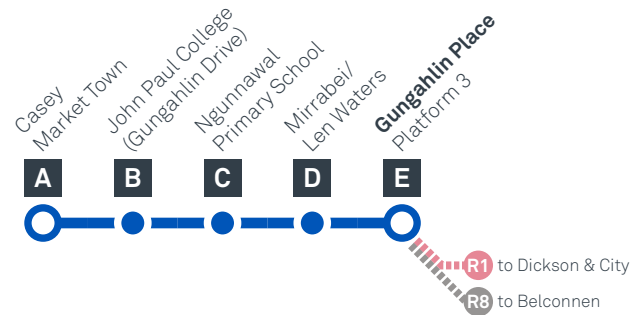 Casey
Market Town
John Paul College
(Gungahlin Drive)
Ngunnawal
Primary School
Mirrabei/
Len Waters
Gungahlin Place
Platform 3
A
B
C
D
E
R1 to Dickson & City
R8 to Belconnen